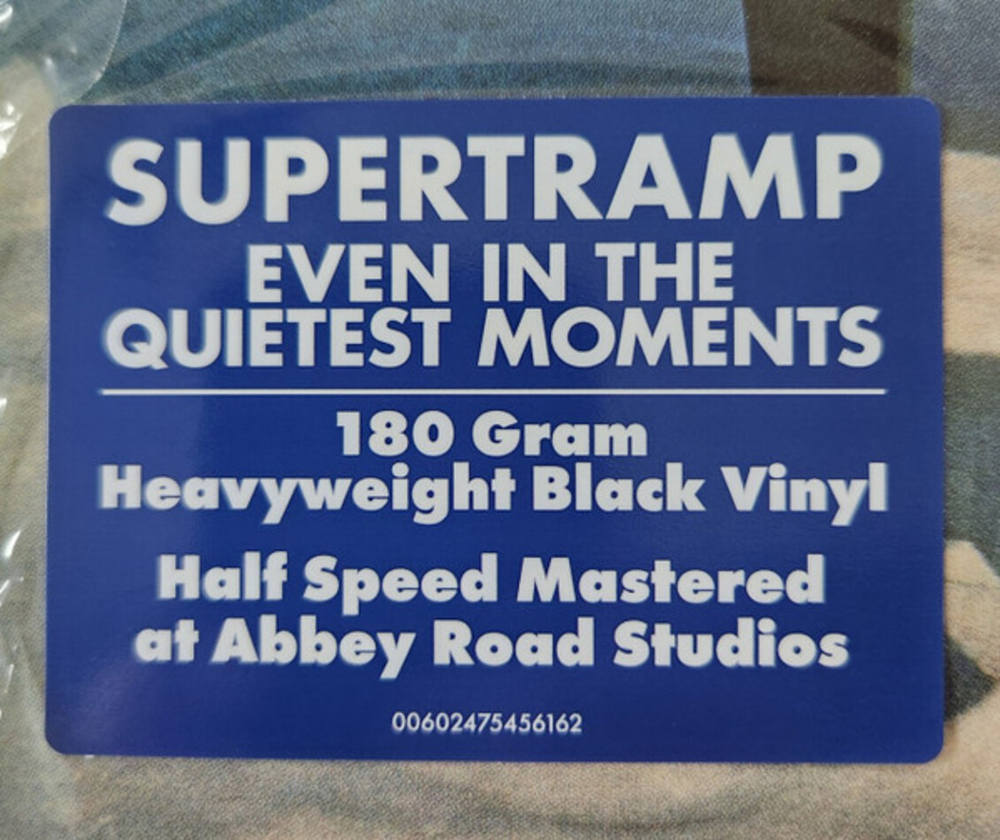 SUPERTRAMP
EVEN IN THE
QUIETEST MOMENTS
180 Gram
Heavyweight Black Vinyl
Half Speed Mastered
at Abbey Road Studios
00602475456162